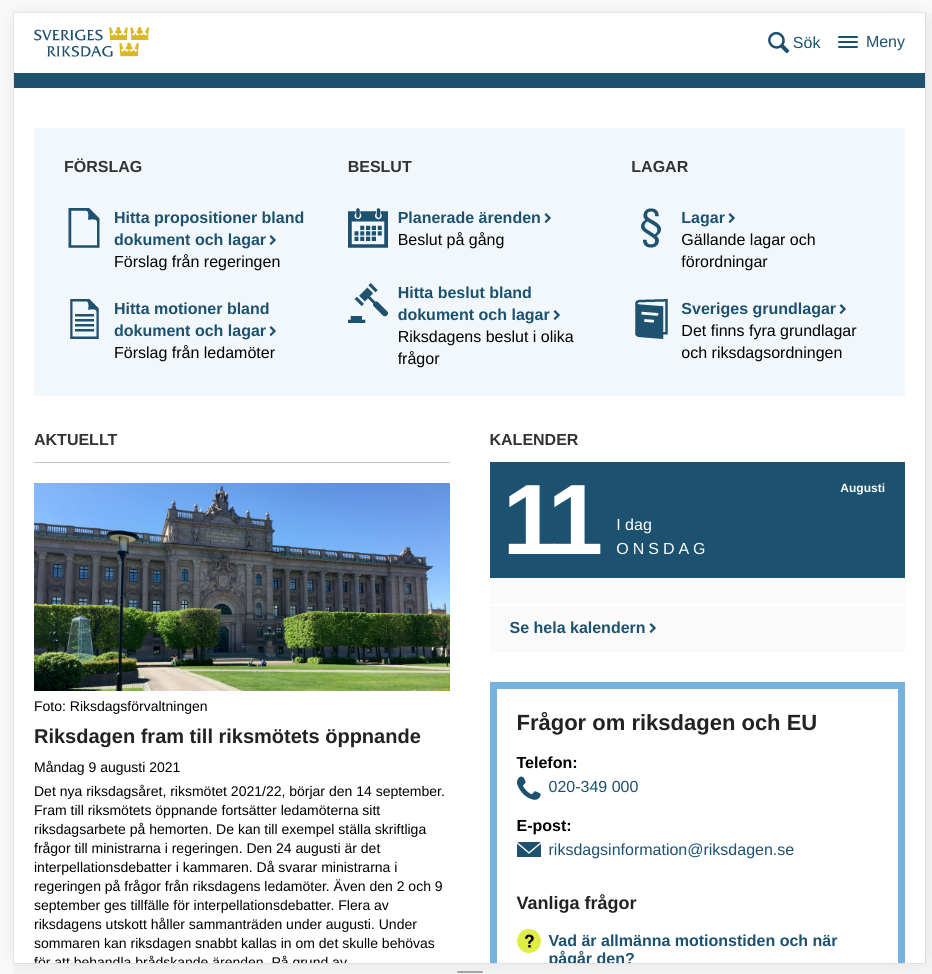 SVERIGES
RIKSDAG
Sök
Meny
FÖRSLAG
Hitta propositioner bland
dokument och lagar
Förslag från regeringen
Hitta motioner bland
dokument och lagar
Förslag från ledamöter
BESLUT
Planerade ärenden
Beslut på gång
Hitta beslut bland
dokument och lagar
Riksdagens beslut i olika
frågor
LAGAR
§
Lagar
Gällande lagar och
förordningar
Sveriges grundlagar
Det finns fyra grundlagar
och riksdagsordningen
AKTUELLT
Foto: Riksdagsförvaltningen
Riksdagen fram till riksmötets öppnande
Måndag 9 augusti 2021
Det nya riksdagsåret, riksmötet 2021/22, börjar den 14 september.
Fram till riksmötets öppnande fortsätter ledamöterna sitt
riksdagsarbete på hemorten. De kan till exempel ställa skriftliga
frågor till ministrarna i regeringen. Den 24 augusti är det
interpellationsdebatter i kammaren. Då svarar ministrarna i
regeringen på frågor från riksdagens ledamöter. Även den 2 och 9
september ges tillfälle för interpellationsdebatter. Flera av
riksdagens utskott håller sammanträden under augusti. Under
sommaren kan riksdagen snabbt kallas in om det skulle behövas
för att behandla brådskande ärenden. På grund av
KALENDER
11
Augusti
I dag
ONSDAG
Se hela kalendern
Frågor om riksdagen och EU
Telefon:
020-349 000
E-post:
riksdagsinformation@riksdagen.se
Vanliga frågor
?
Vad är allmänna motionstiden och när
pågår den?